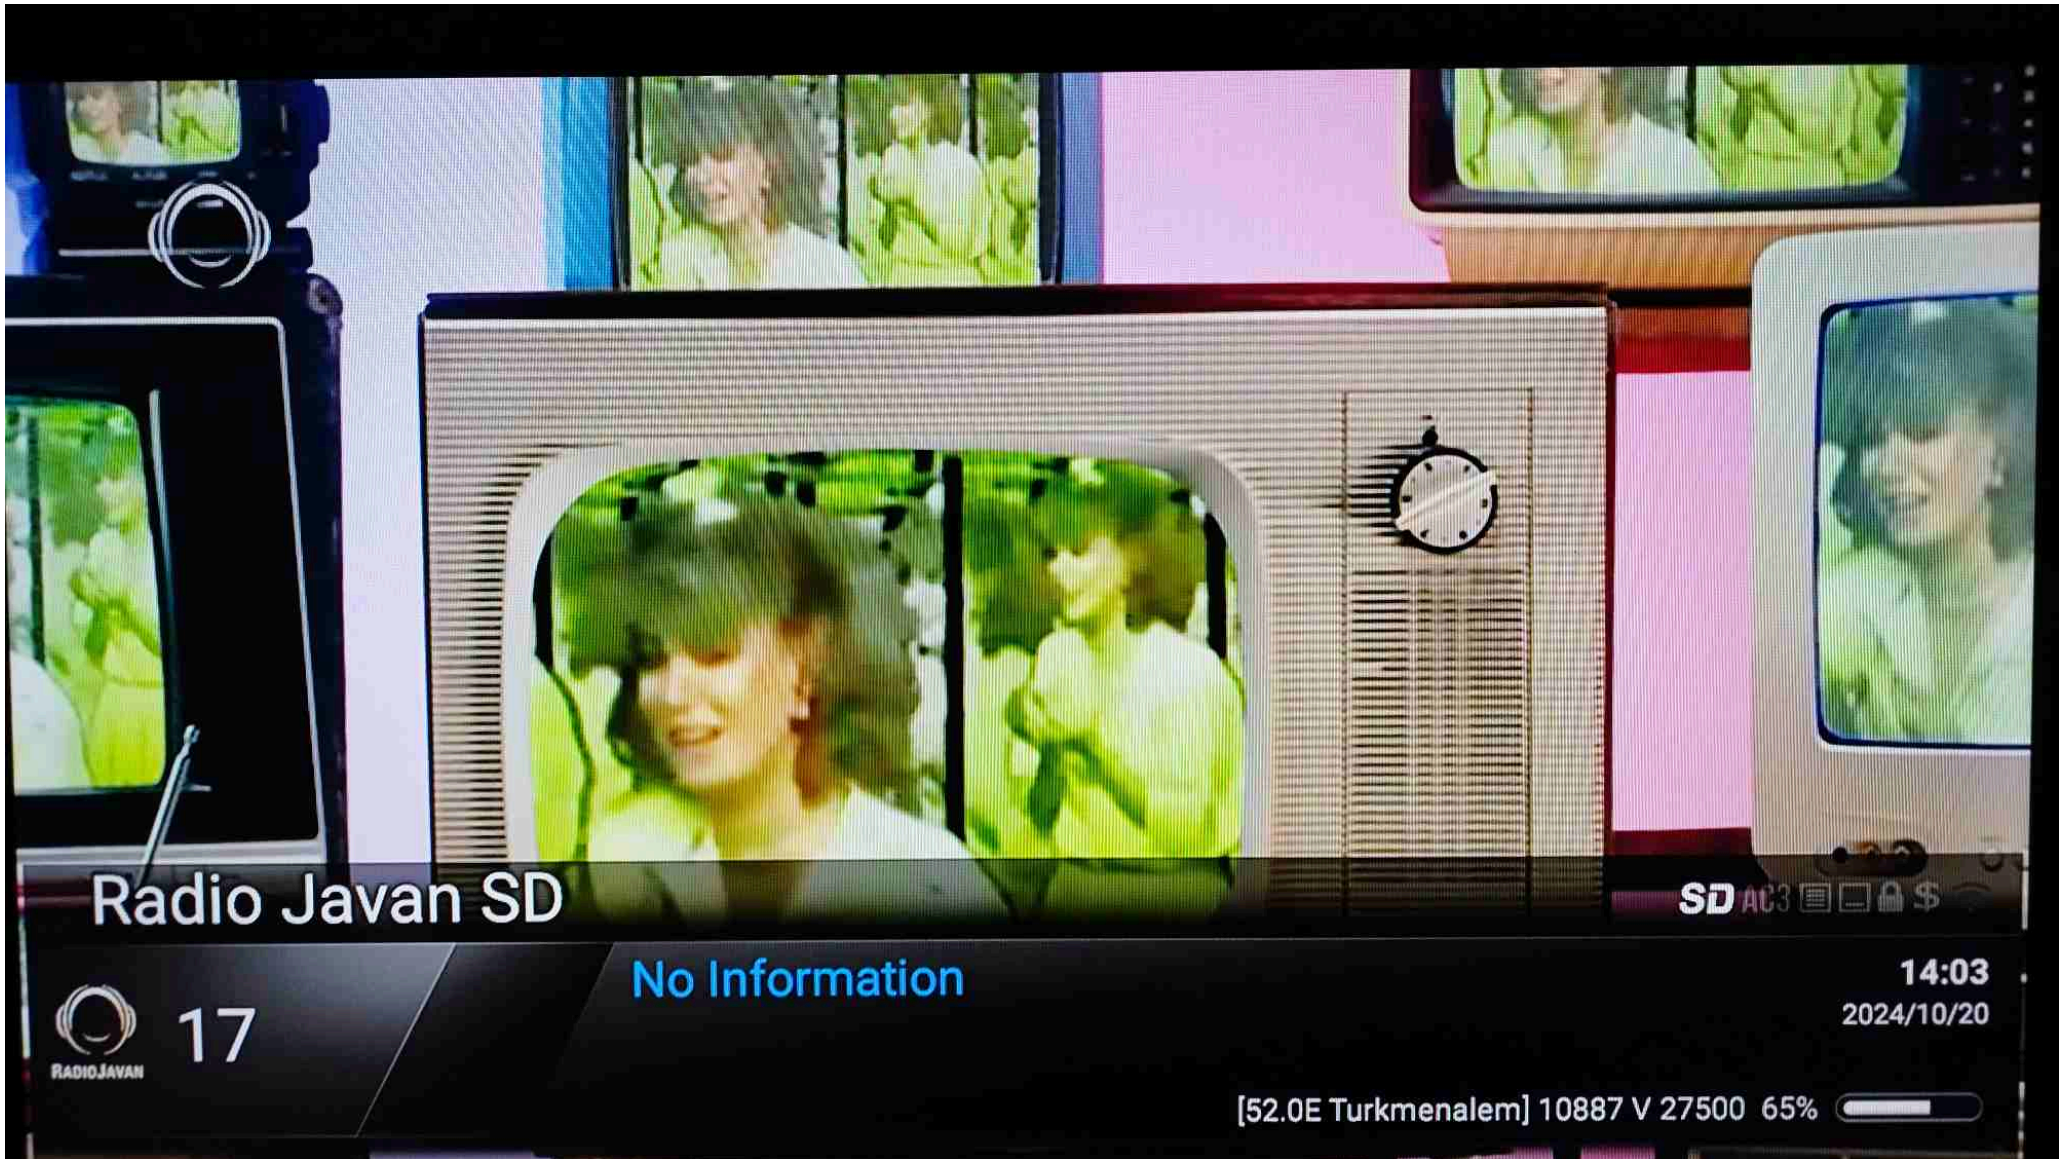 Radio Javan SD
SD AC3 $
RADIOJAVAN
17
No Information
14:03
2024/10/20
[52.0E Turkmenalem] 10887 V 27500 65%